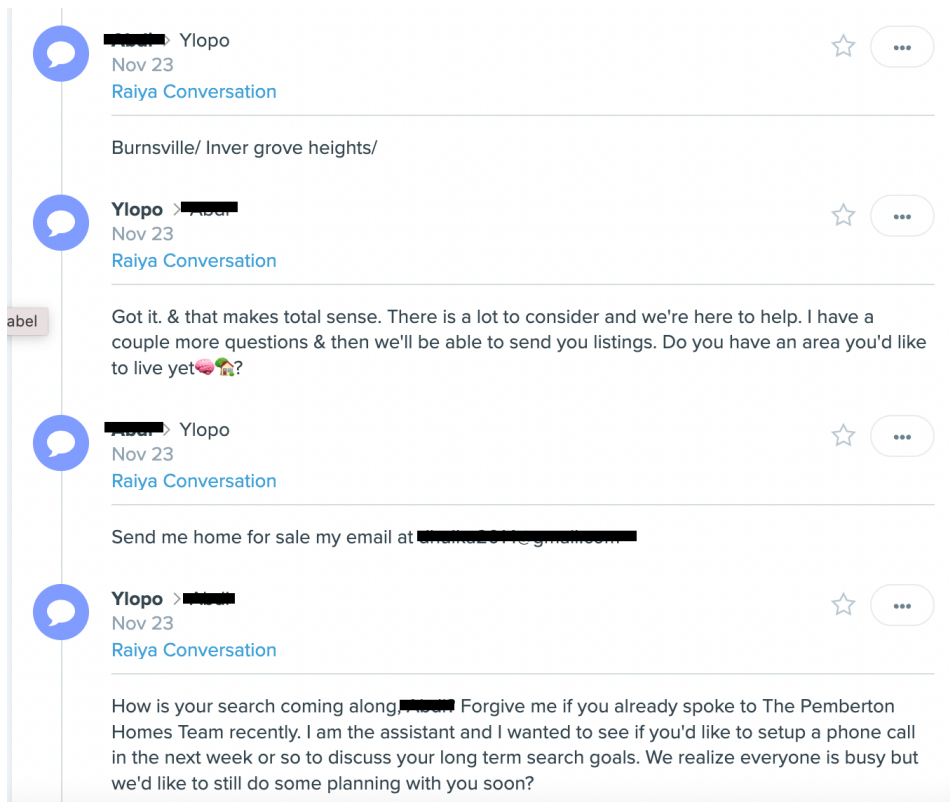 Ylopo
Nov 23
Raiya Conversation
Burnsville/ Inver grove heights/
Ylopo >
Nov 23
Raiya Conversation
abel
Got it. & that makes total sense. There is a lot to consider and we're here to help. I have a
couple more questions & then we'll be able to send you listings. Do you have an area you'd like
to live yet🧠🏡?
> Ylopo
Nov 23
Raiya Conversation
Send me home for sale my email at
Ylopo >
Nov 23
Raiya Conversation
How is your search coming along, Forgive me if you already spoke to The Pemberton
Homes Team recently. I am the assistant and I wanted to see if you'd like to setup a phone call
in the next week or so to discuss your long term search goals. We realize everyone is busy but
we'd like to still do some planning with you soon?